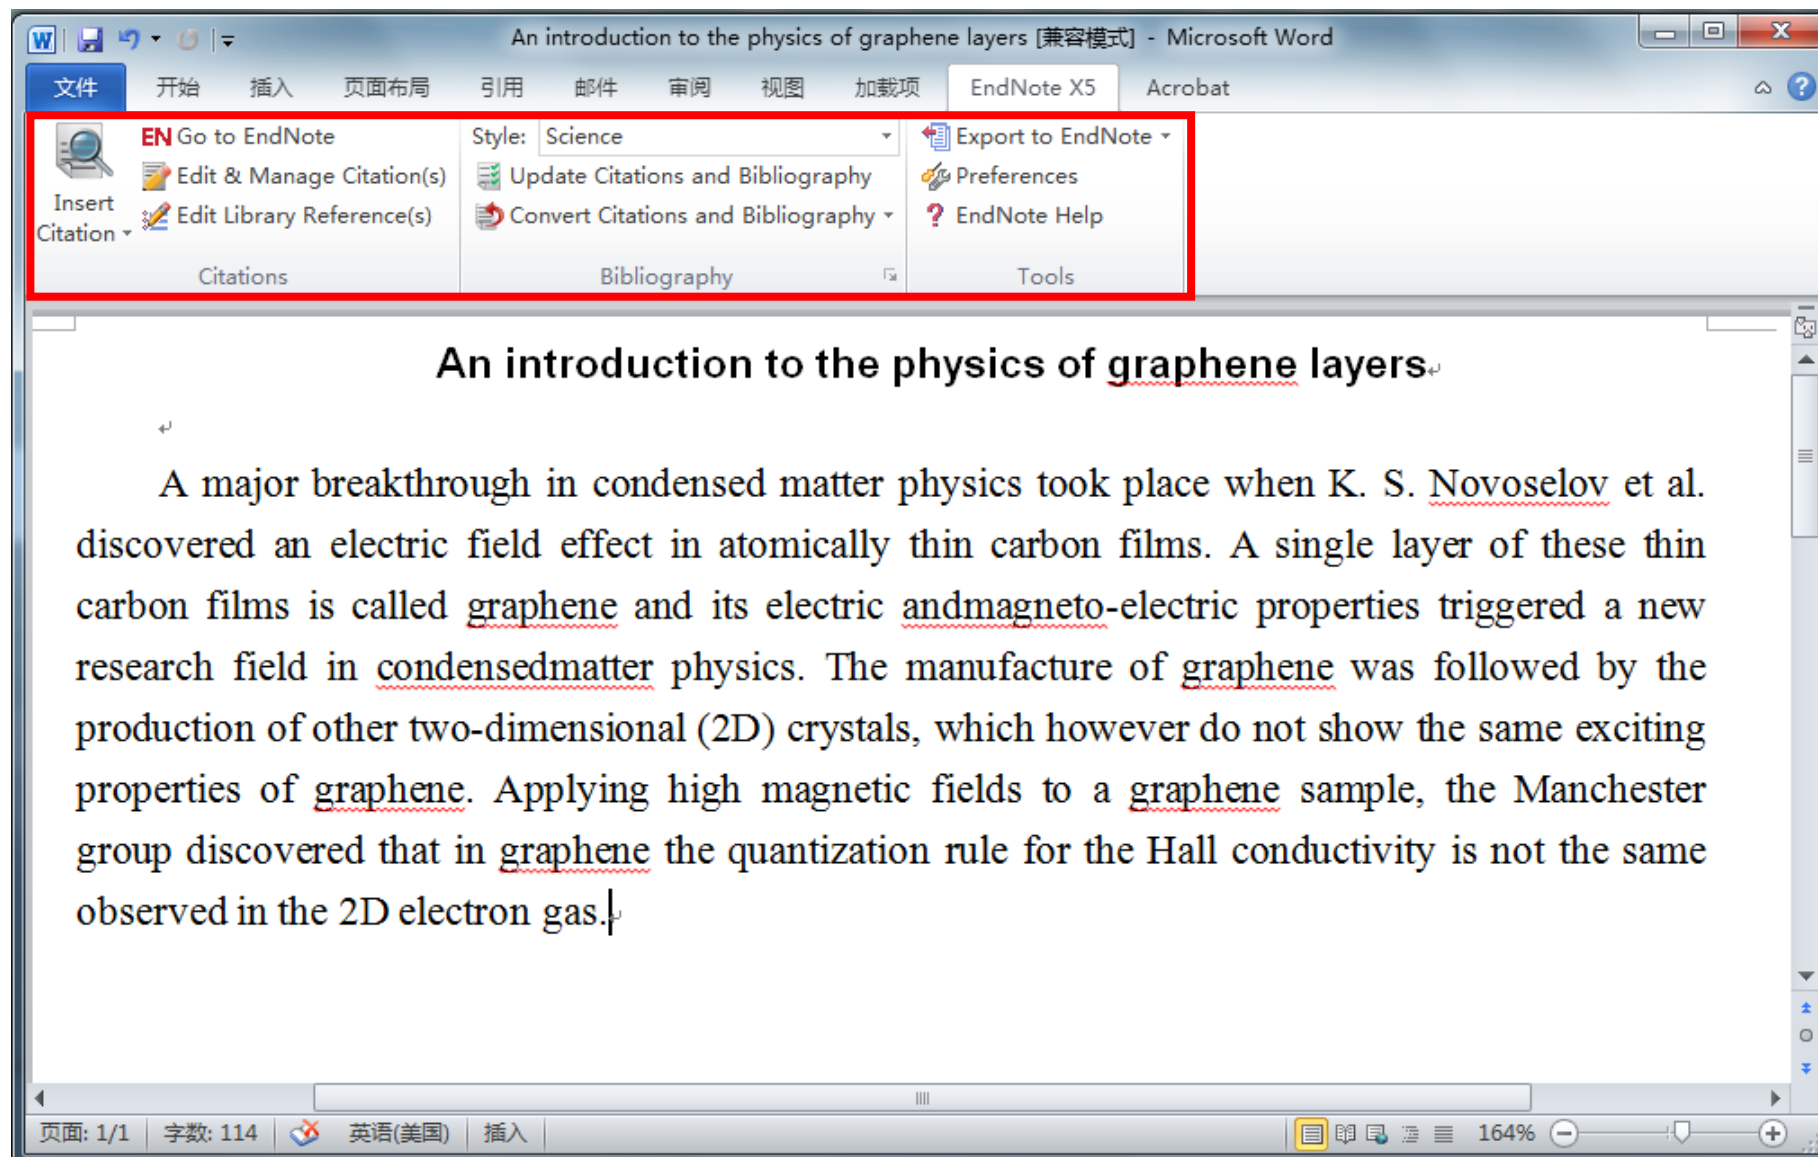 An introduction to the physics of graphene layers [兼容模式] - Microsoft Word
文件 开始 插入 页面布局 引用 邮件 审阅 视图 加载项 EndNote X5 Acrobat
Insert Citation
EN Go to EndNote
Edit & Manage Citation(s)
Edit Library Reference(s)
Citations
Style: Science
Update Citations and Bibliography
Convert Citations and Bibliography
Bibliography
Export to EndNote
Preferences
EndNote Help
Tools
An introduction to the physics of graphene layers
A major breakthrough in condensed matter physics took place when K. S. Novoselov et al.
discovered an electric field effect in atomically thin carbon films. A single layer of these thin
carbon films is called graphene and its electric andmagneto-electric properties triggered a new
research field in condensedmatter physics. The manufacture of graphene was followed by the
production of other two-dimensional (2D) crystals, which however do not show the same exciting
properties of graphene. Applying high magnetic fields to a graphene sample, the Manchester
group discovered that in graphene the quantization rule for the Hall conductivity is not the same
observed in the 2D electron gas.
页面: 1/1 字数: 114 英语(美国) 插入 164%